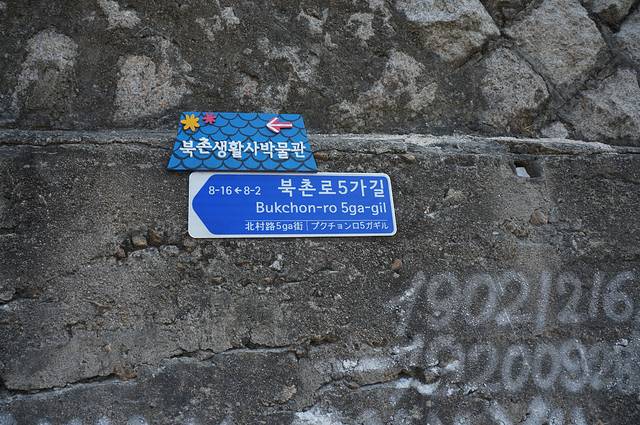 북촌생활사박물관
8-16←8-2 북촌로5가길
Bukchon-ro 5ga-gil
北村路5ga街 | プクチョンロ5ガギル
19021216